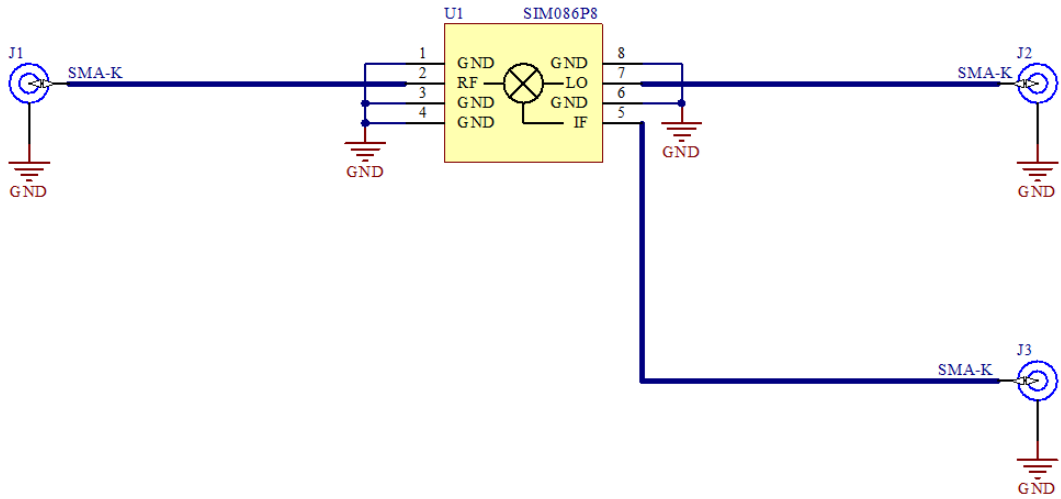 U1 SIM086P8
J1
SMA-K
1 GND GND 8
2 RF LO 7
3 GND GND 6
4 GND IF 5
SMA-K
J2
GND
GND
GND
GND
J3
SMA-K
GND